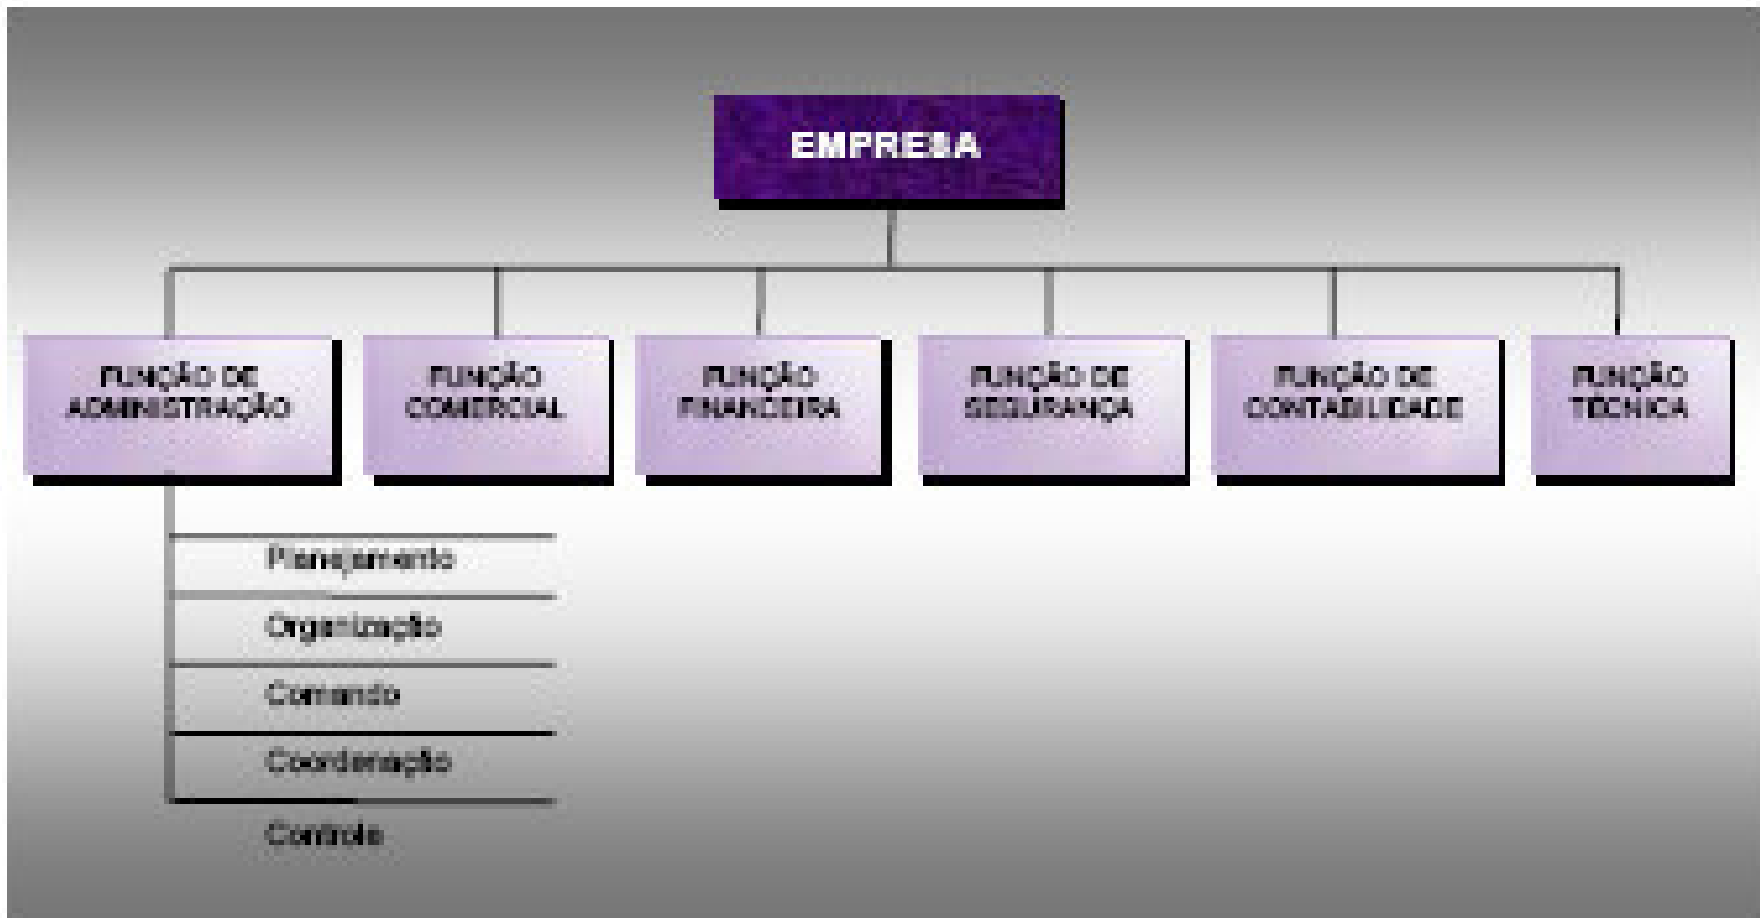 EMPRESA
FUNÇÃO DE
ADMINISTRAÇÃO
FUNÇÃO
COMERCIAL
FUNÇÃO
FINANCEIRA
FUNÇÃO DE
SEGURANÇA
FUNÇÃO DE
CONTABILIDADE
FUNÇÃO
TÉCNICA
Planejamento
Organização
Comando
Coordenação
Controle